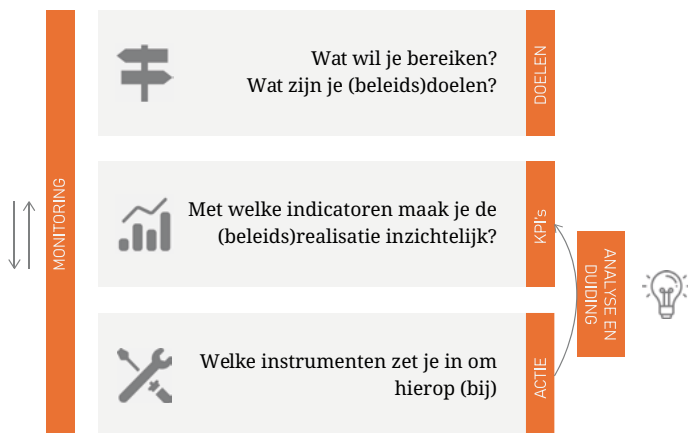 MONITORING
Wat wil je bereiken?
Wat zijn je (beleids)doelen?
DOELEN
Met welke indicatoren maak je de
(beleids)realisatie inzichtelijk?
KPI's
Welke instrumenten zet je in om
hierop (bij)
ACTIE
ANALYSE EN
DUIDING